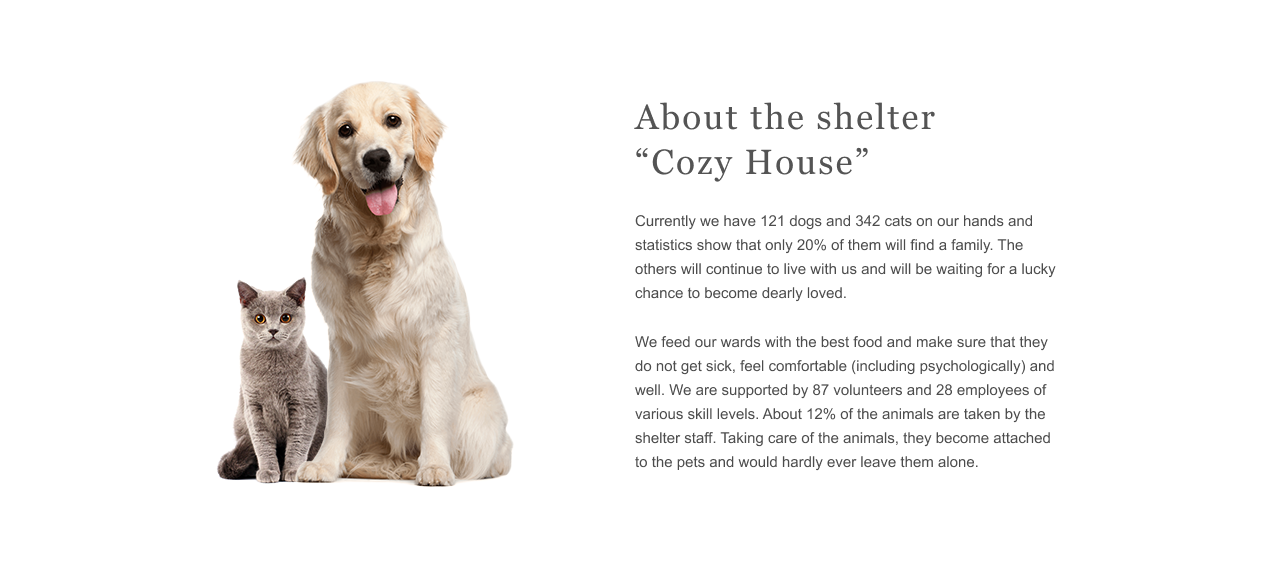 About the shelter
“Cozy House”
Currently we have 121 dogs and 342 cats on our hands and
statistics show that only 20% of them will find a family. The
others will continue to live with us and will be waiting for a lucky
chance to become dearly loved.
We feed our wards with the best food and make sure that they
do not get sick, feel comfortable (including psychologically) and
well. We are supported by 87 volunteers and 28 employees of
various skill levels. About 12% of the animals are taken by the
shelter staff. Taking care of the animals, they become attached
to the pets and would hardly ever leave them alone.